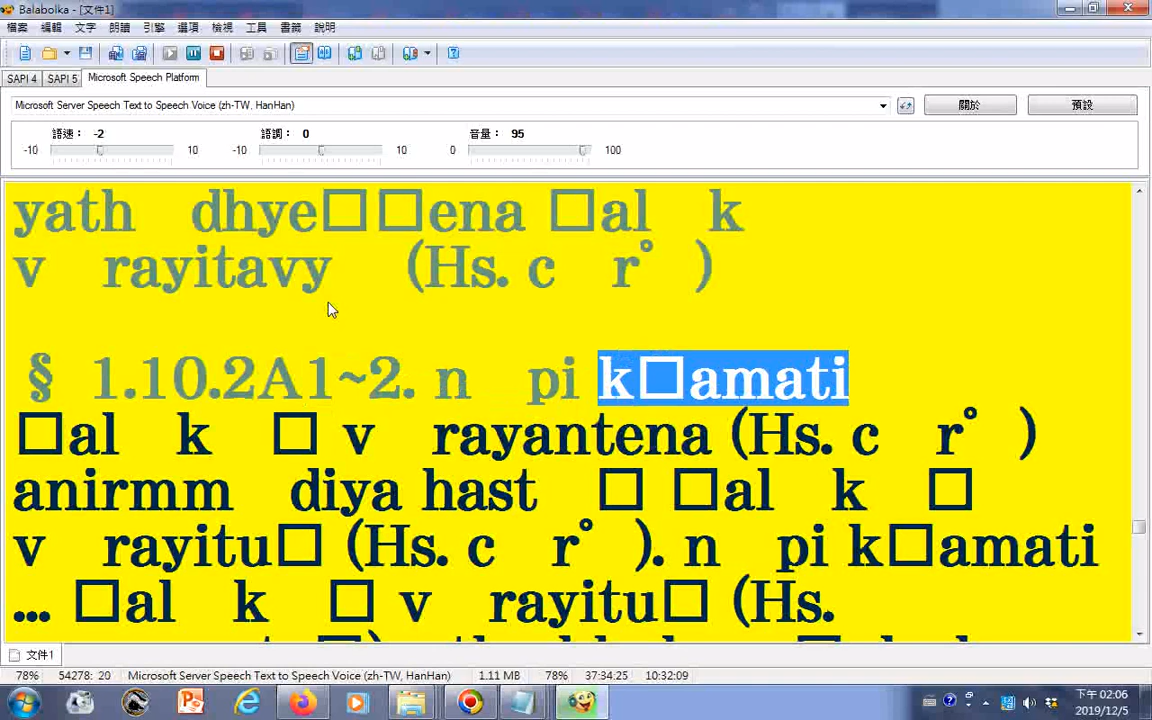 Balabolka - [文件1]
檔案 編輯 文字 朗讀 引擎 選項 檢視 工具 書籤 說明
SAPI 4 SAPI 5 Microsoft Speech Platform
Microsoft Server Speech Text to Speech Voice (zh-TW, HanHan) 關於 預設
語速： -2 語調： 0 音量： 95
-10 10 -10 10 0 100
yath dhye□□ena □al k
v rayitavy (Hs. c r° )
§ 1.10.2A1~2. n pi k□amati
□al k □ v rayantena (Hs. c r° )
anirmm diya hast □ □al k □
v rayitu□ (Hs. c r° ). n pi k□amati
... □al k □ v rayitu□ (Hs.
文件1
78% 54278: 20 Microsoft Server Speech Text to Speech Voice (zh-TW, HanHan) 1.11 MB 78% 37:34:25 10:32:09
下午 02:06
2019/12/5